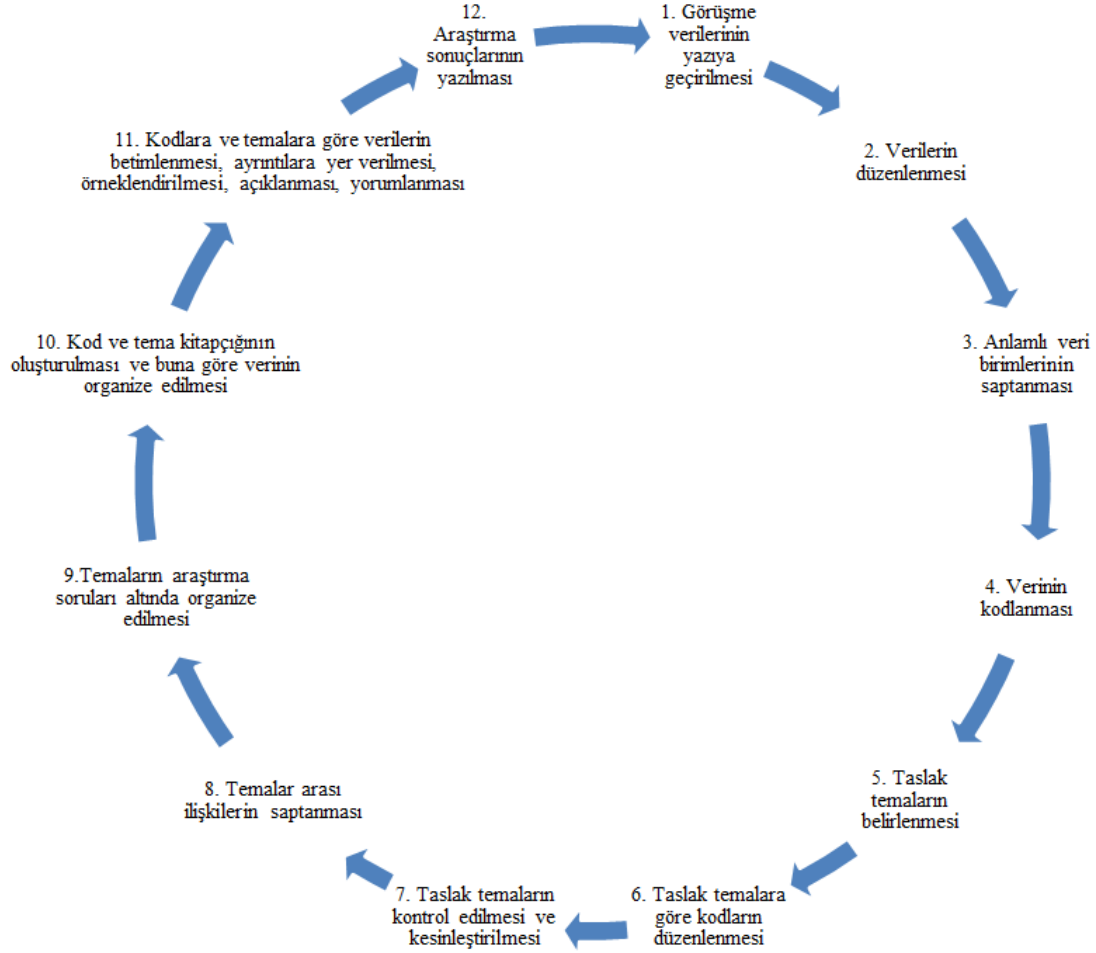 1. Görüşme
verilerinin
yazıya
geçirilmesi
2. Verilerin
düzenlenmesi
3. Anlamlı veri
birimlerinin
saptanması
4. Verinin
kodlanması
5. Taslak
temaların
belirlenmesi
6. Taslak temalara
göre kodların
düzenlenmesi
7. Taslak temaların
kontrol edilmesi ve
kesinleştirilmesi
8. Temalar arası
ilişkilerin saptanması
9.Temaların araştırma
soruları altında organize
edilmesi
10. Kod ve tema kitapçığının
oluşturulması ve buna göre verinin
organize edilmesi
11. Kodlara ve temalara göre verilerin
betimlenmesi, ayrıntılara yer verilmesi,
örneklendirilmesi, açıklanması, yorumlanması
12.
Araştırma
sonuçlarının
yazılması